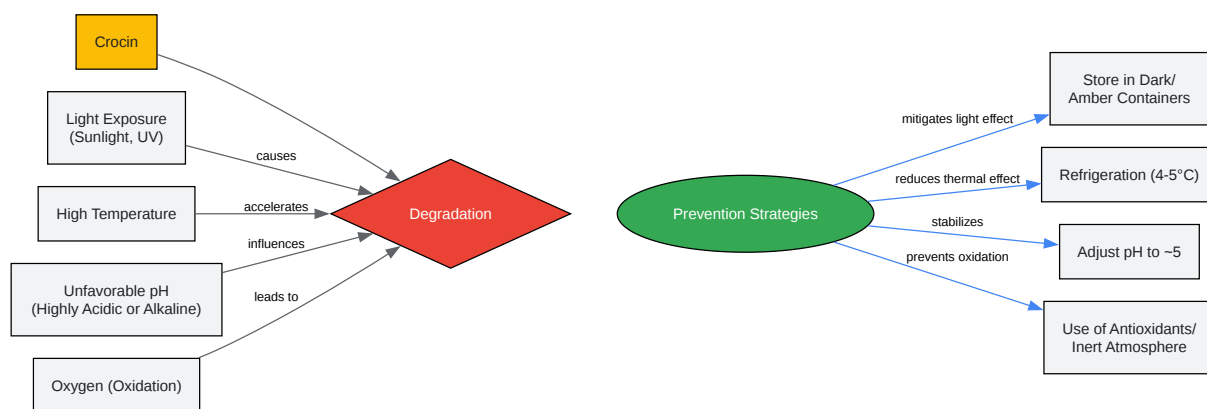 Crocin
Light Exposure
(Sunlight, UV)
causes
High Temperature
accelerates
Unfavorable pH
(Highly Acidic or Alkaline)
influences
Oxygen (Oxidation)
leads to
Degradation
Prevention Strategies
mitigates light effect
Store in Dark/
Amber Containers
reduces thermal effect
Refrigeration (4-5°C)
stabilizes
Adjust pH to ~5
prevents oxidation
Use of Antioxidants/
Inert Atmosphere